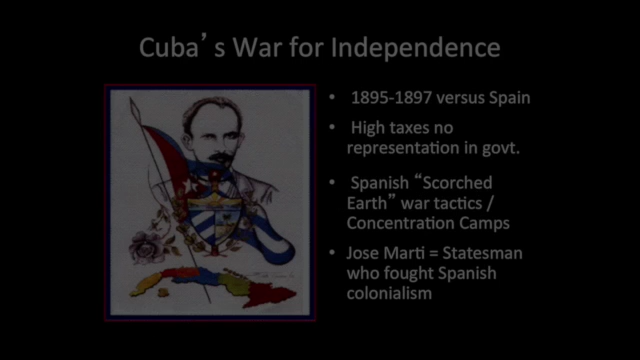 Cuba’s War for Independence
• 1895-1897 versus Spain
• High taxes no
representation in govt.
• Spanish “Scorched
Earth” war tactics /
Concentration Camps
• Jose Marti = Statesman
who fought Spanish
colonialism